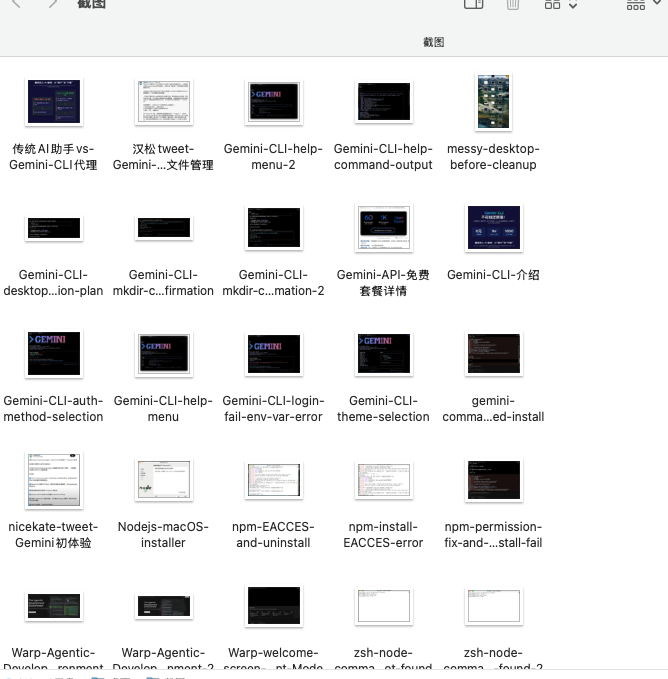 截图
截图
传统AI助手vs-
Gemini-CLI代理
汉松tweet-
Gemini-...文件管理
Gemini-CLI-help-
menu-2
Gemini-CLI-help-
command-output
messy-desktop-
before-cleanup
Gemini-CLI-
desktop...ion-plan
Gemini-CLI-
mkdir-c...firmation
Gemini-CLI-
mkdir-c...mation-2
Gemini-API-免费
套餐详情
Gemini-CLI-介绍
Gemini-CLI-auth-
method-selection
Gemini-CLI-help-
menu
Gemini-CLI-login-
fail-env-var-error
Gemini-CLI-
theme-selection
gemini-
comma...ed-install
nicekate-tweet-
Gemini初体验
Nodejs-macOS-
installer
npm-EACCES-
and-uninstall
npm-install-
EACCES-error
npm-permission-
fix-and-...stall-fail
Warp-Agentic-
Develop...ronment
Warp-Agentic-
Develop...nment-2
Warp-welcome-
screen-...nt-Mode
zsh-node-
comma...ot-found
zsh-node-
comma...-found-2